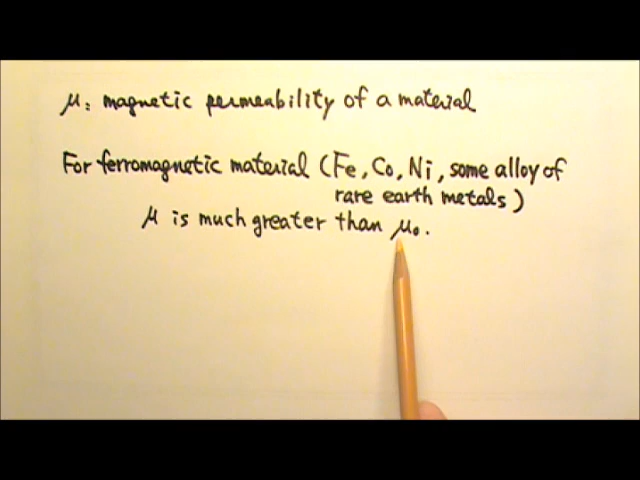 μ: magnetic permeability of a material
For ferromagnetic material (Fe, Co, Ni, some alloy of
rare earth metals)
μ is much greater than μ₀.